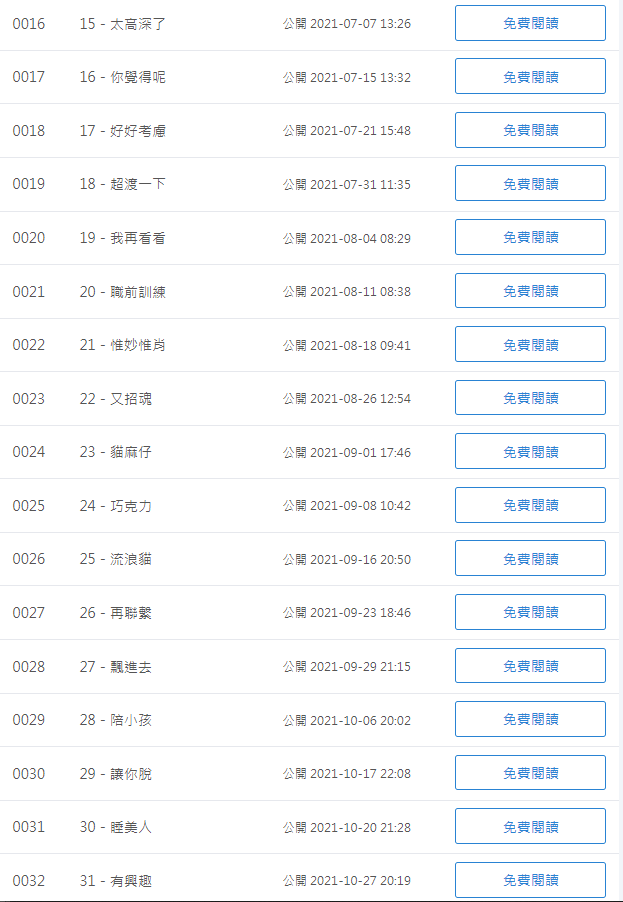 0016 15 - 太高深了 公開 2021-07-07 13:26 免費閱讀
0017 16 - 你覺得呢 公開 2021-07-15 13:32 免費閱讀
0018 17 - 好好考慮 公開 2021-07-21 15:48 免費閱讀
0019 18 - 超渡一下 公開 2021-07-31 11:35 免費閱讀
0020 19 - 我再看看 公開 2021-08-04 08:29 免費閱讀
0021 20 - 職前訓練 公開 2021-08-11 08:38 免費閱讀
0022 21 - 惟妙惟肖 公開 2021-08-18 09:41 免費閱讀
0023 22 - 又招魂 公開 2021-08-26 12:54 免費閱讀
0024 23 - 貓麻仔 公開 2021-09-01 17:46 免費閱讀
0025 24 - 巧克力 公開 2021-09-08 10:42 免費閱讀
0026 25 - 流浪貓 公開 2021-09-16 20:50 免費閱讀
0027 26 - 再聯繫 公開 2021-09-23 18:46 免費閱讀
0028 27 - 飄進去 公開 2021-09-29 21:15 免費閱讀
0029 28 - 陪小孩 公開 2021-10-06 20:02 免費閱讀
0030 29 - 讓你脫 公開 2021-10-17 22:08 免費閱讀
0031 30 - 睡美人 公開 2021-10-20 21:28 免費閱讀
0032 31 - 有興趣 公開 2021-10-27 20:19 免費閱讀